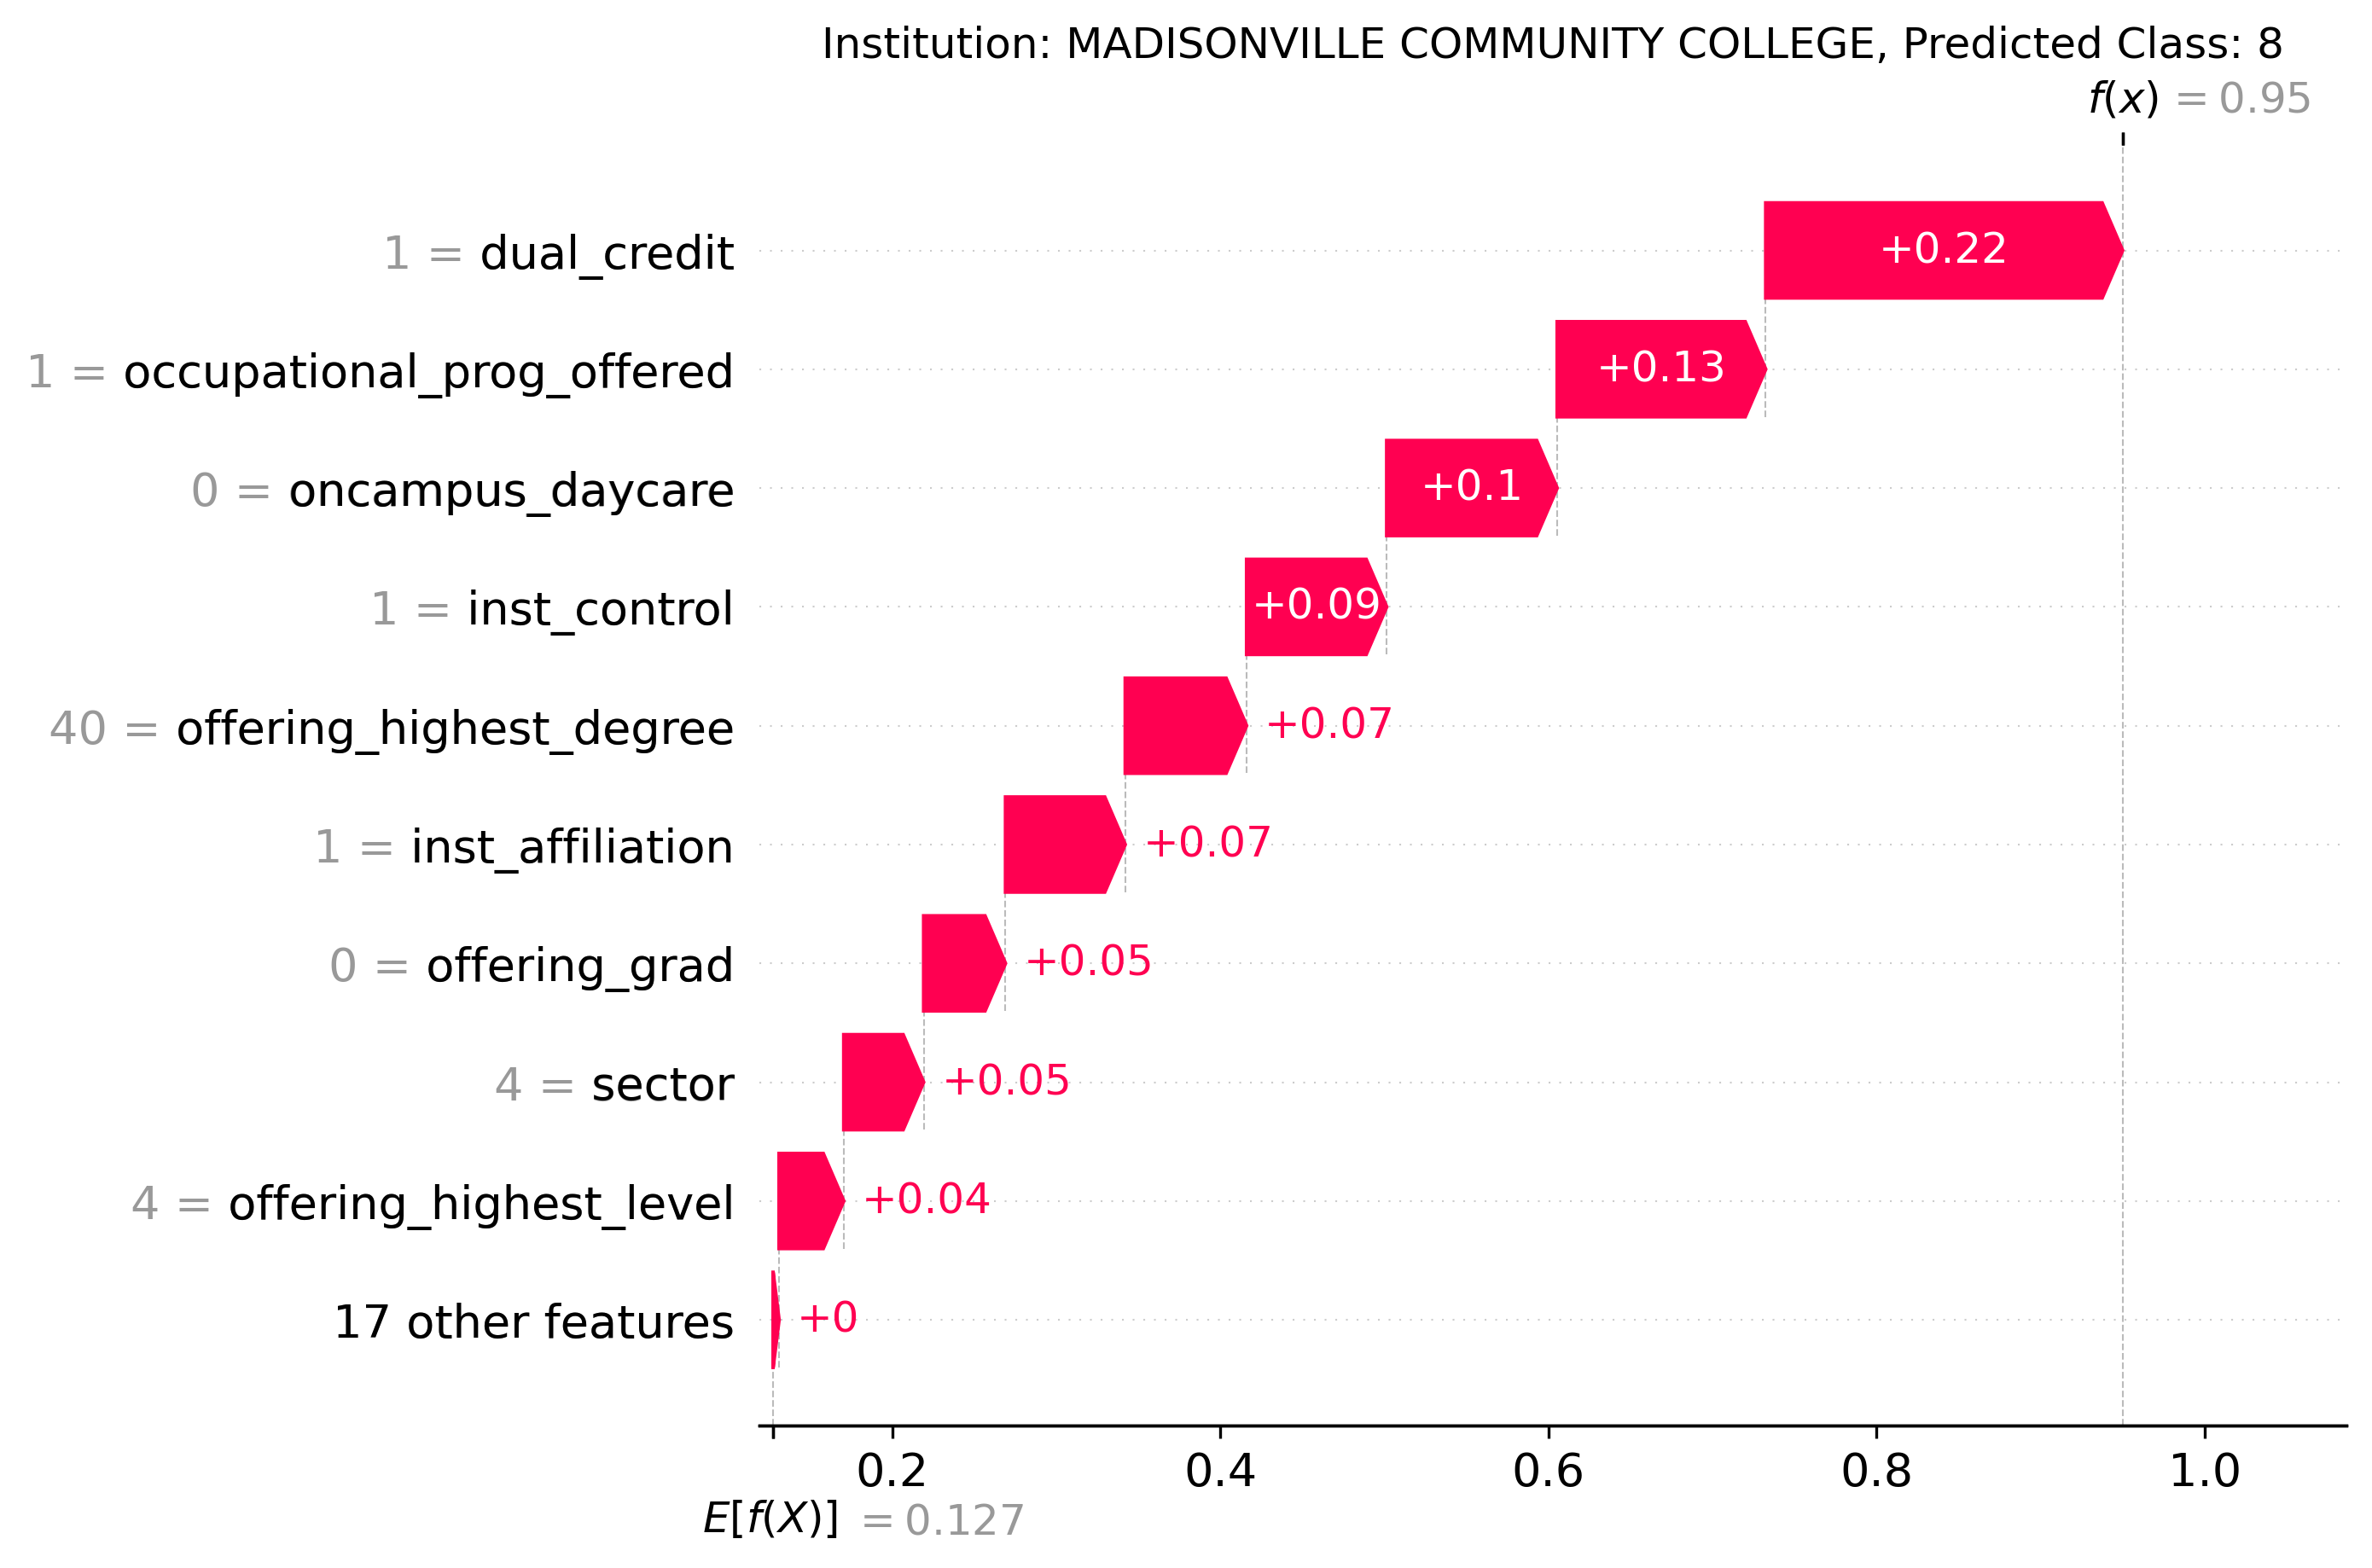 Institution: MADISONVILLE COMMUNITY COLLEGE, Predicted Class: 8
f(x) = 0.95
1 = dual_credit +0.22
1 = occupational_prog_offered +0.13
0 = oncampus_daycare +0.1
1 = inst_control +0.09
40 = offering_highest_degree +0.07
1 = inst_affiliation +0.07
0 = offering_grad +0.05
4 = sector +0.05
4 = offering_highest_level +0.04
17 other features +0
0.2 0.4 0.6 0.8 1.0
E[f(X)] = 0.127